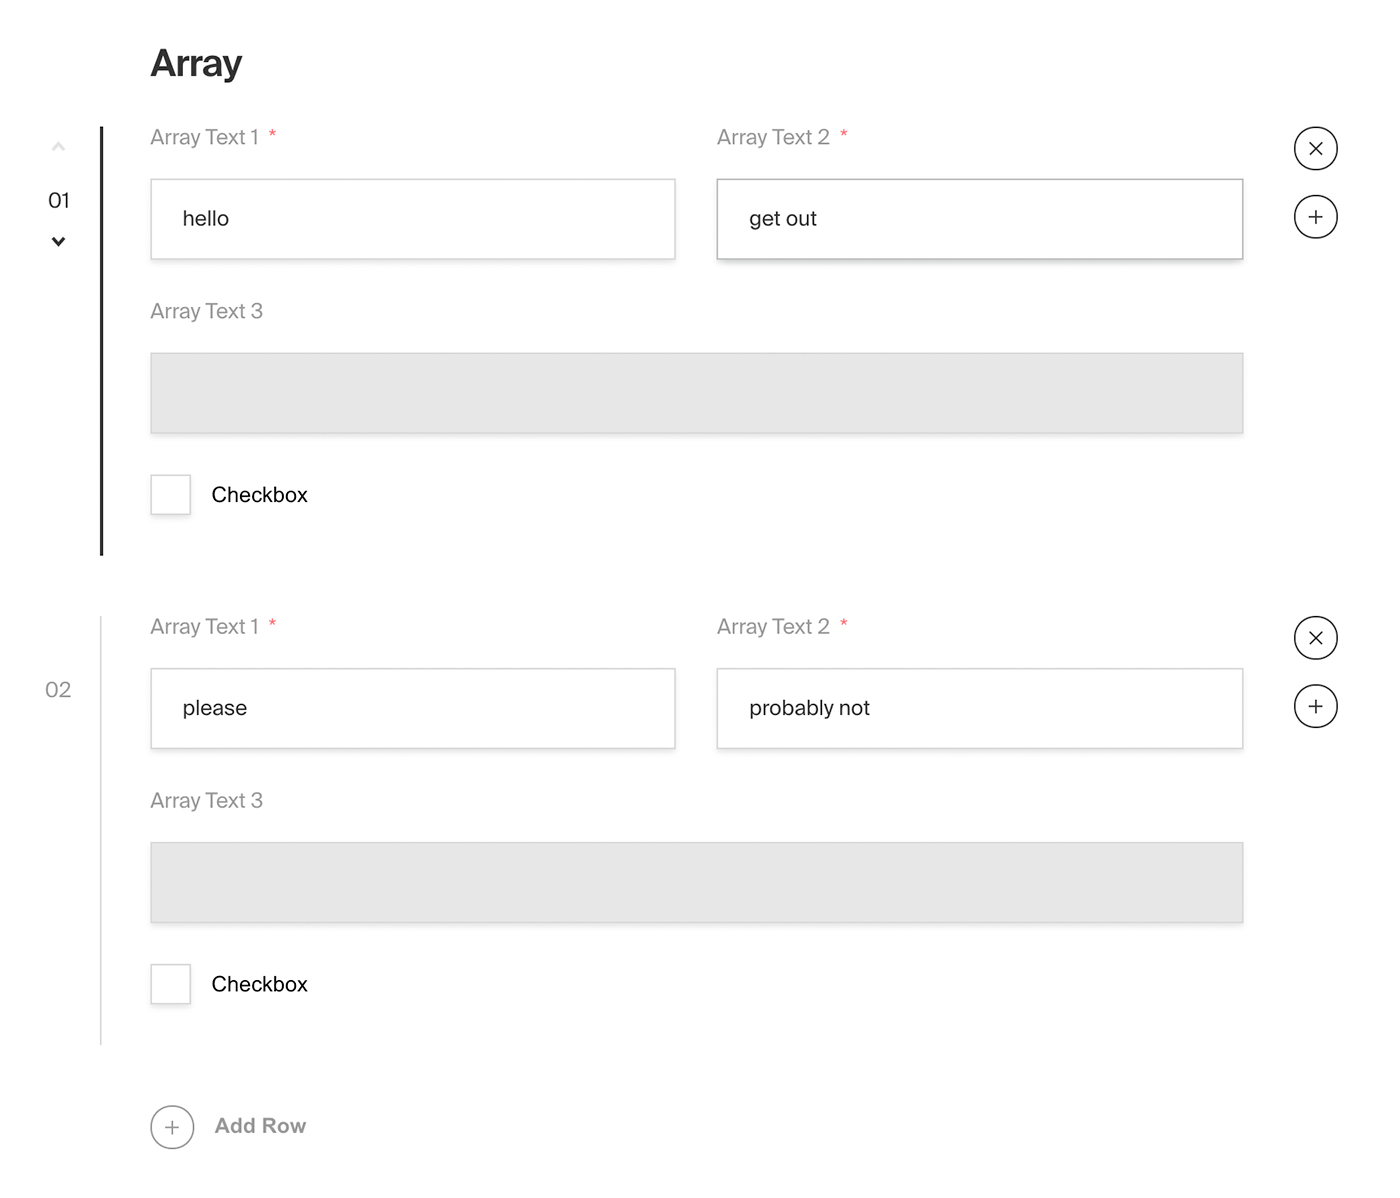 Array
Array Text 1 *
Array Text 2 *
01
hello
get out
Array Text 3
Checkbox
Array Text 1 *
Array Text 2 *
02
please
probably not
Array Text 3
Checkbox
Add Row